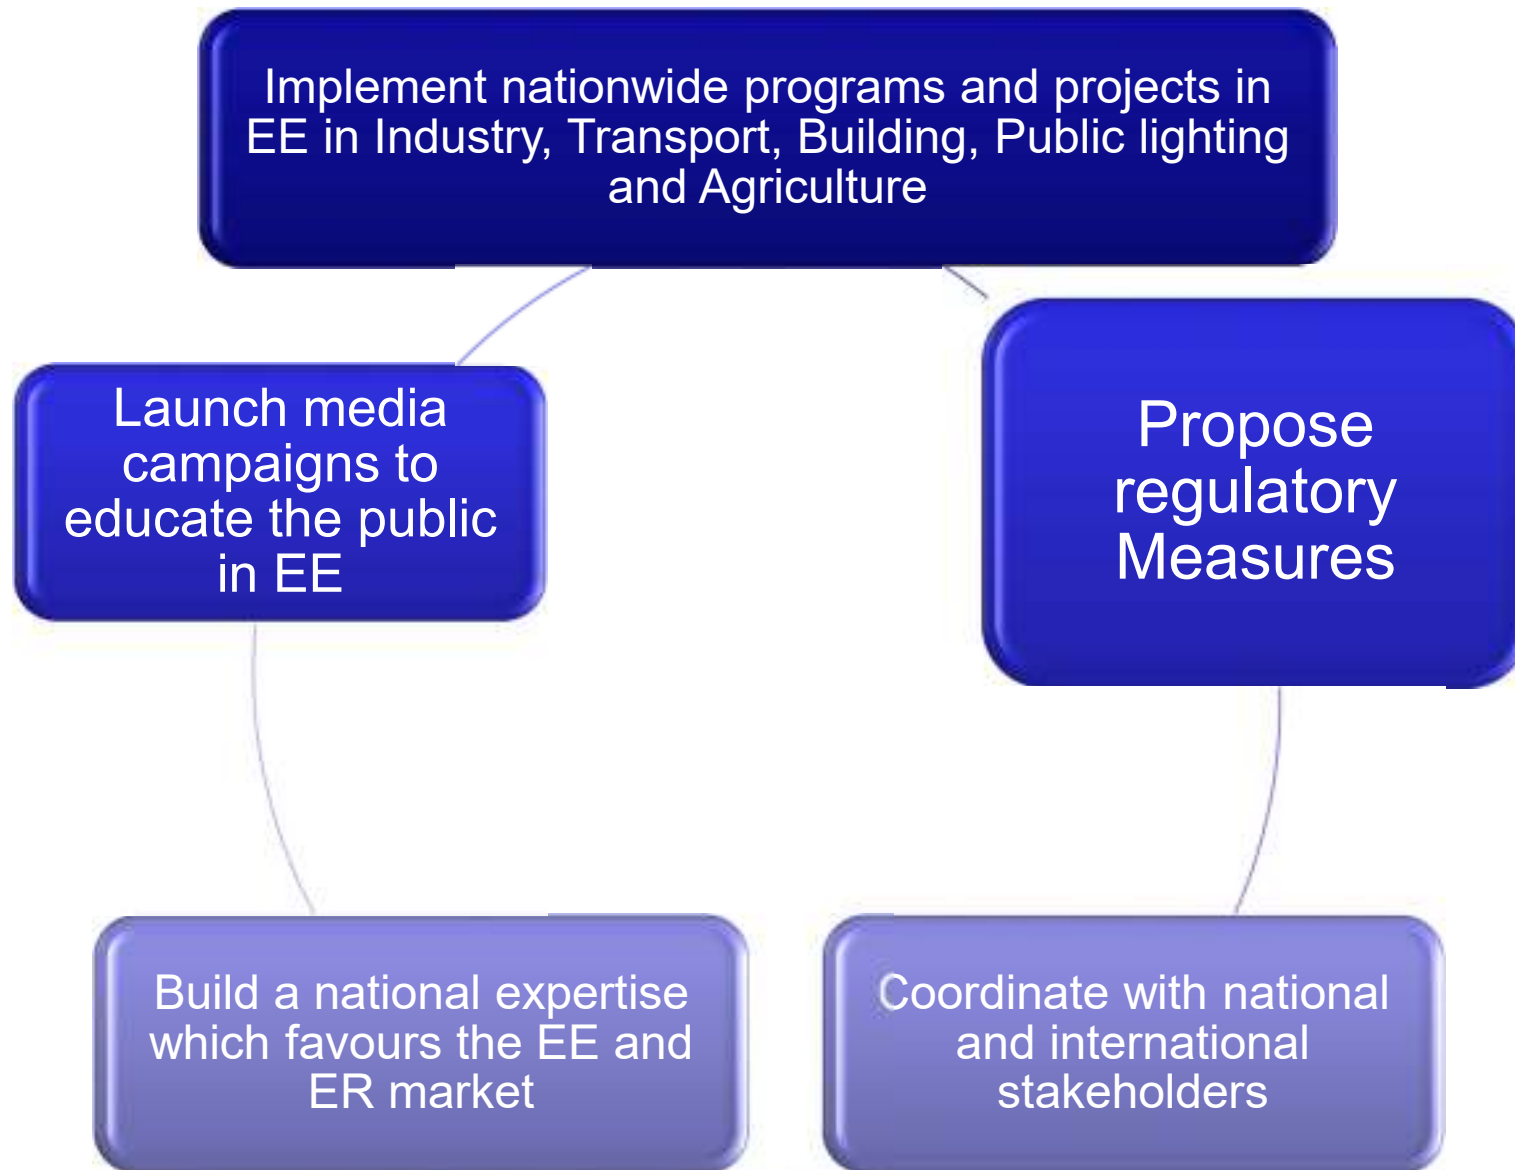 Implement nationwide programs and projects in
EE in Industry, Transport, Building, Public lighting
and Agriculture
Launch media
campaigns to
educate the public
in EE
Propose
regulatory
Measures
Build a national expertise
which favours the EE and
ER market
Coordinate with national
and international
stakeholders